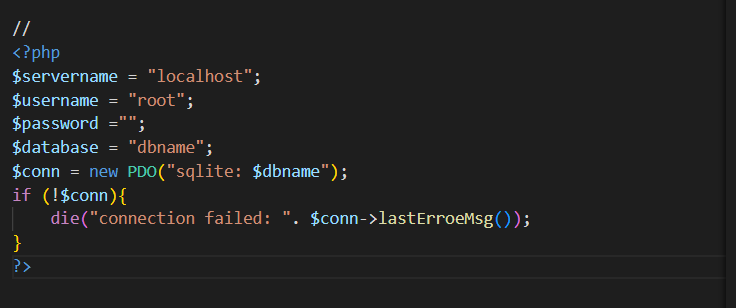 //
<?php
$servername = "localhost";
$username = "root";
$password ="";
$database = "dbname";
$conn = new PDO("sqlite: $dbname");
if (!$conn){
    die("connection failed: ". $conn->lastErroeMsg());
}
?>